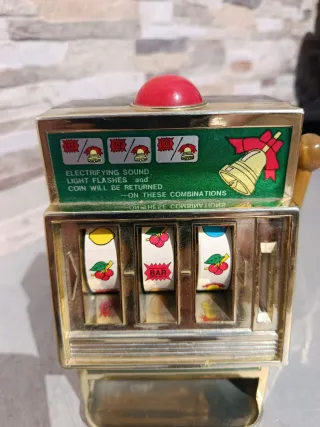 ELECTRIFYING SOUND
LIGHT FLASHES and
COIN WILL BE RETURNED
—ON THESE COMBINATIONS
BAR